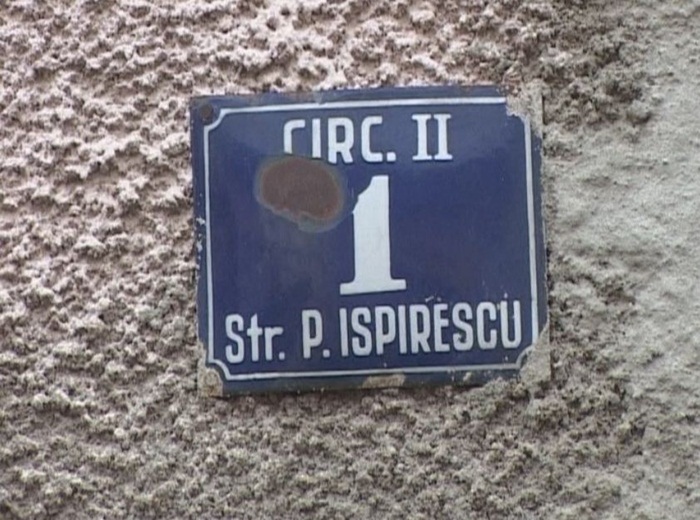 CIRC. II
1
Str. P. ISPIRESCU